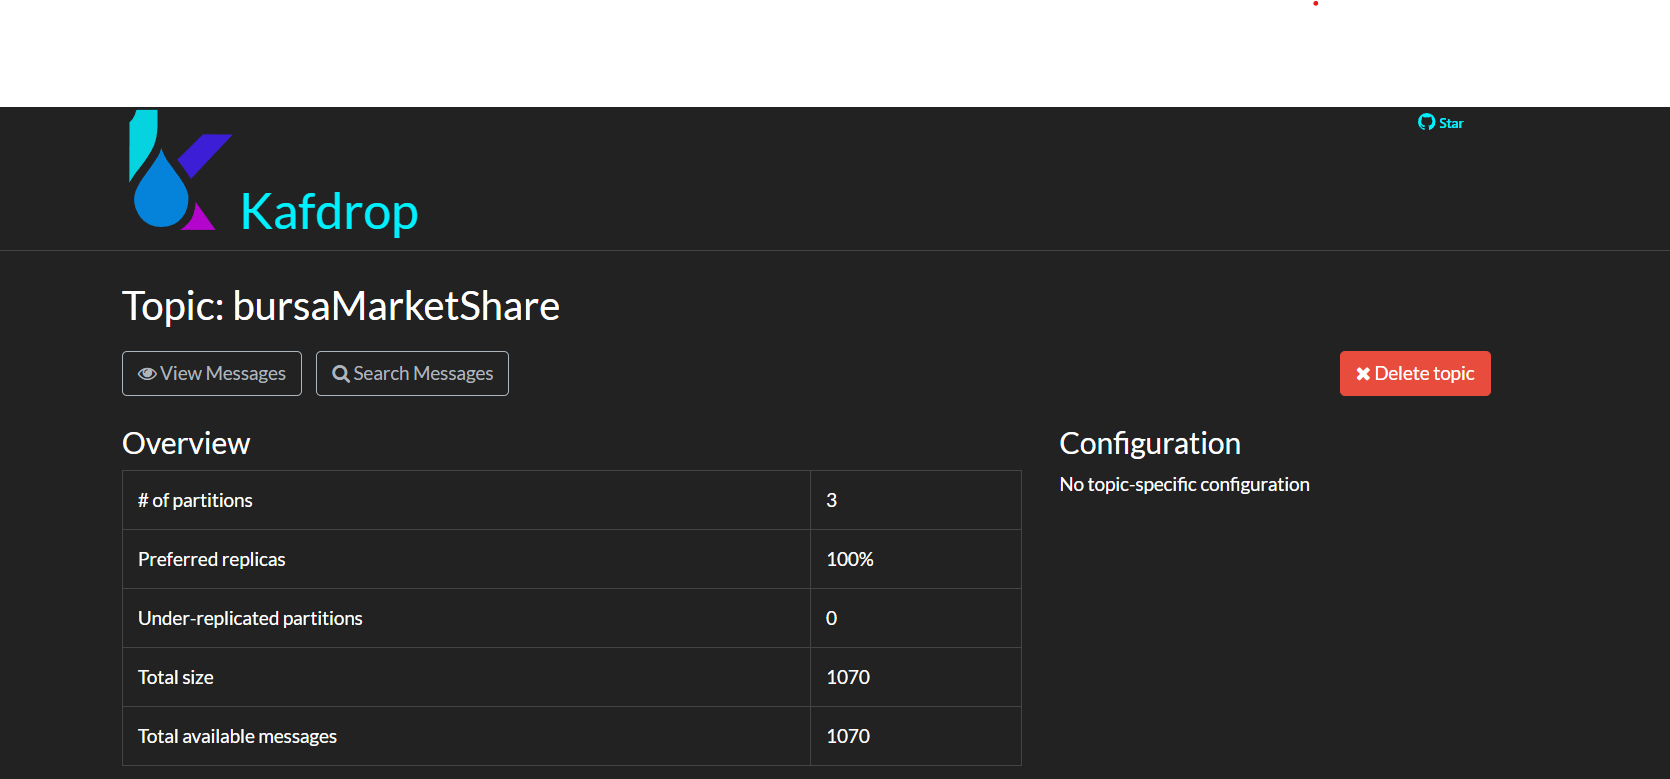 Star
Kafdrop
Topic: bursaMarketShare
View Messages Search Messages Delete topic
Overview
# of partitions 3
Preferred replicas 100%
Under-replicated partitions 0
Total size 1070
Total available messages 1070
Configuration
No topic-specific configuration